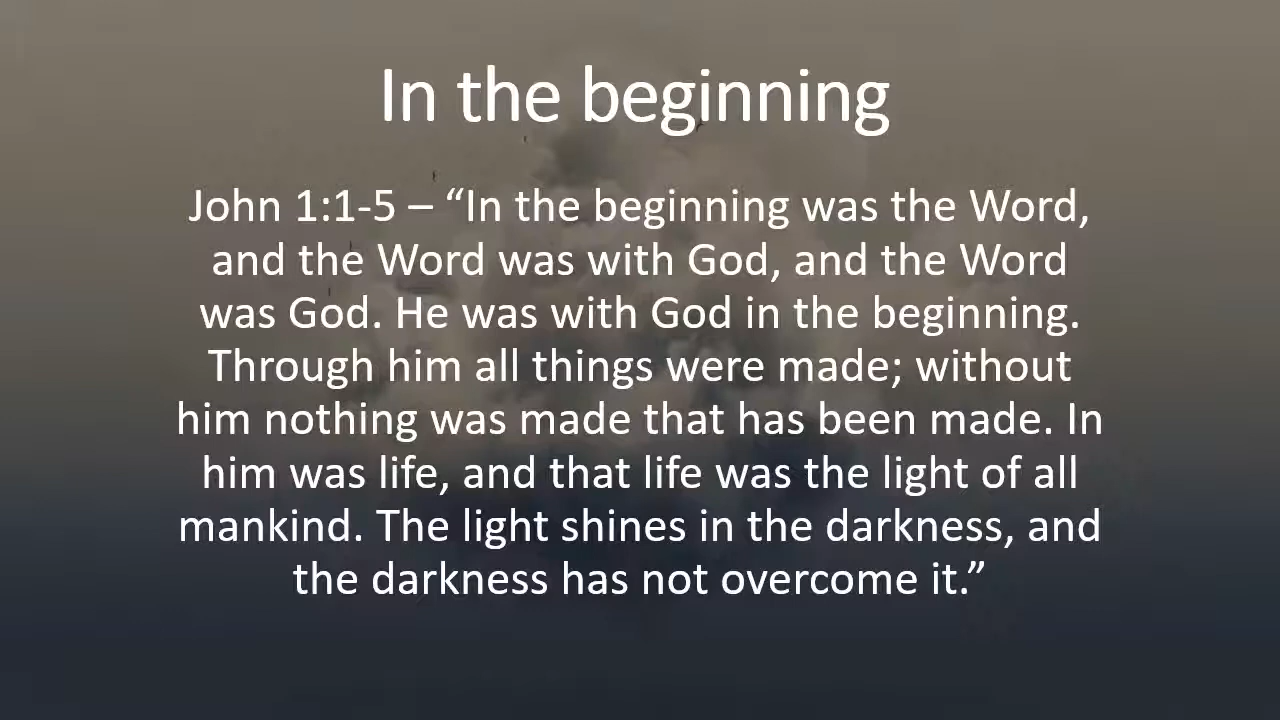 In the beginning
John 1:1-5 – “In the beginning was the Word,
and the Word was with God, and the Word
was God. He was with God in the beginning.
Through him all things were made; without
him nothing was made that has been made. In
him was life, and that life was the light of all
mankind. The light shines in the darkness, and
the darkness has not overcome it.”